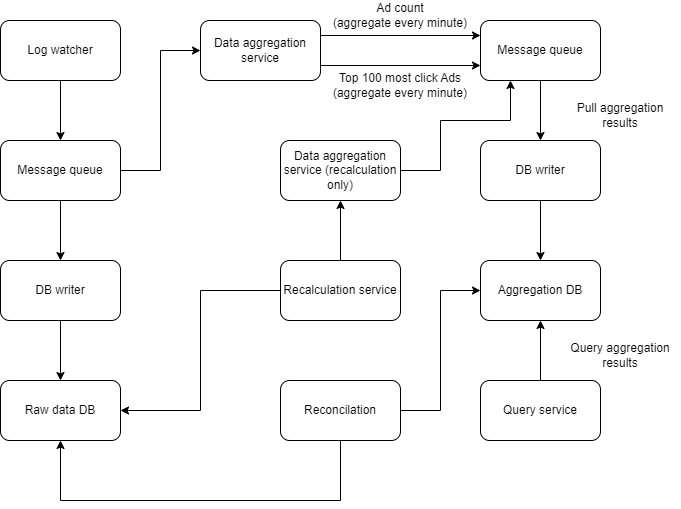 Ad count
(aggregate every minute)
Log watcher
Data aggregation
service
Message queue
Top 100 most click Ads
(aggregate every minute)
Pull aggregation
results
Message queue
Data aggregation
service (recalculation
only)
DB writer
DB writer
Recalculation service
Aggregation DB
Query aggregation
results
Raw data DB
Reconcilation
Query service